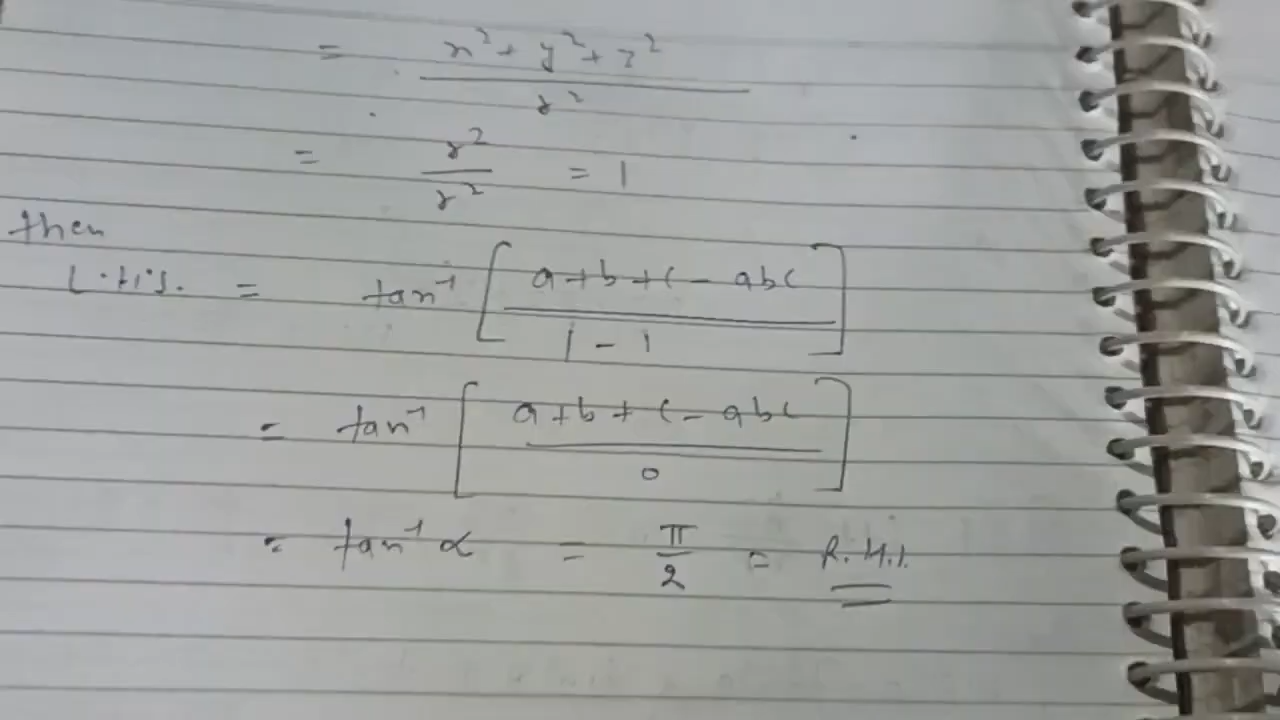 = x² + y² + z² / r²
= r² / r² = 1
then
L.H.S. = tan⁻¹ [ a + b + c - abc / 1 - 1 ]
= tan⁻¹ [ a + b + c - abc / 0 ]
= tan⁻¹ ∝ = π / 2 = R.H.S.